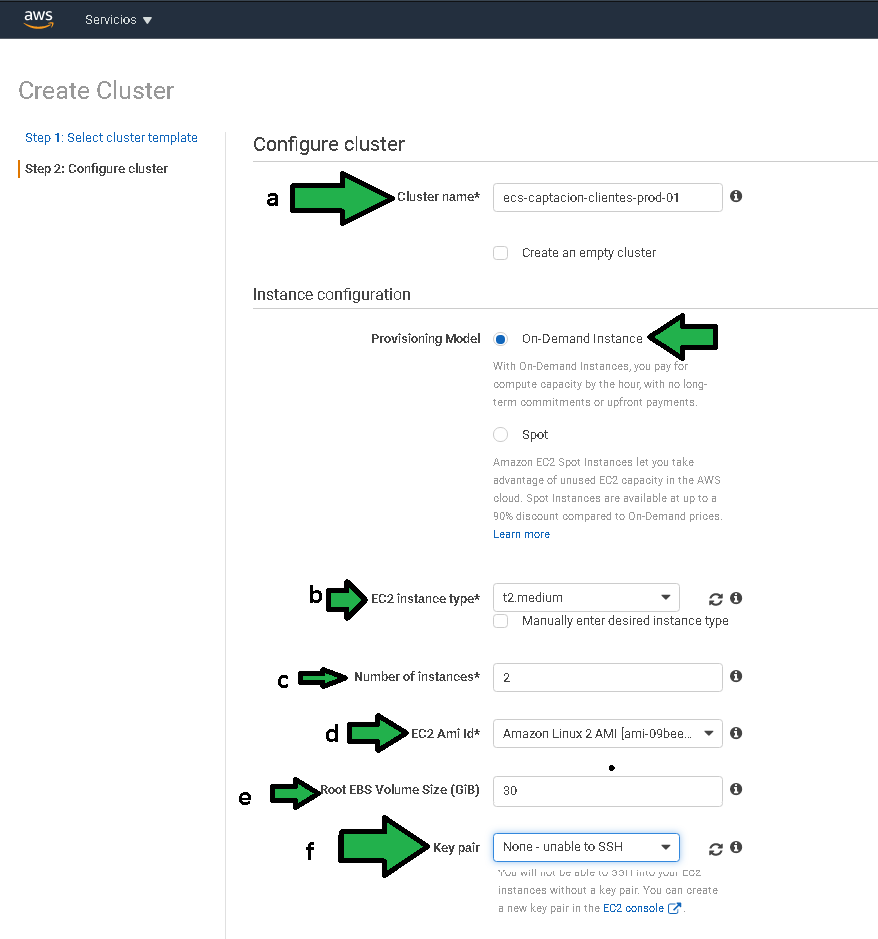 aws
Servicios
Create Cluster
Step 1: Select cluster template
Step 2: Configure cluster
Configure cluster
a Cluster name* ecs-captacion-clientes-prod-01
Create an empty cluster
Instance configuration
Provisioning Model On-Demand Instance
With On-Demand Instances, you pay for
compute capacity by the hour, with no long-
term commitments or upfront payments.
Spot
Amazon EC2 Spot Instances let you take
advantage of unused EC2 capacity in the AWS
cloud. Spot Instances are available at up to a
90% discount compared to On-Demand prices.
Learn more
b EC2 instance type* t2.medium
Manually enter desired instance type
c Number of instances* 2
d EC2 Ami Id* Amazon Linux 2 AMI [ami-09bee...
e Root EBS Volume Size (GiB) 30
f Key pair None - unable to SSH
You will not be able to SSH into your EC2
instances without a key pair. You can create
a new key pair in the EC2 console .